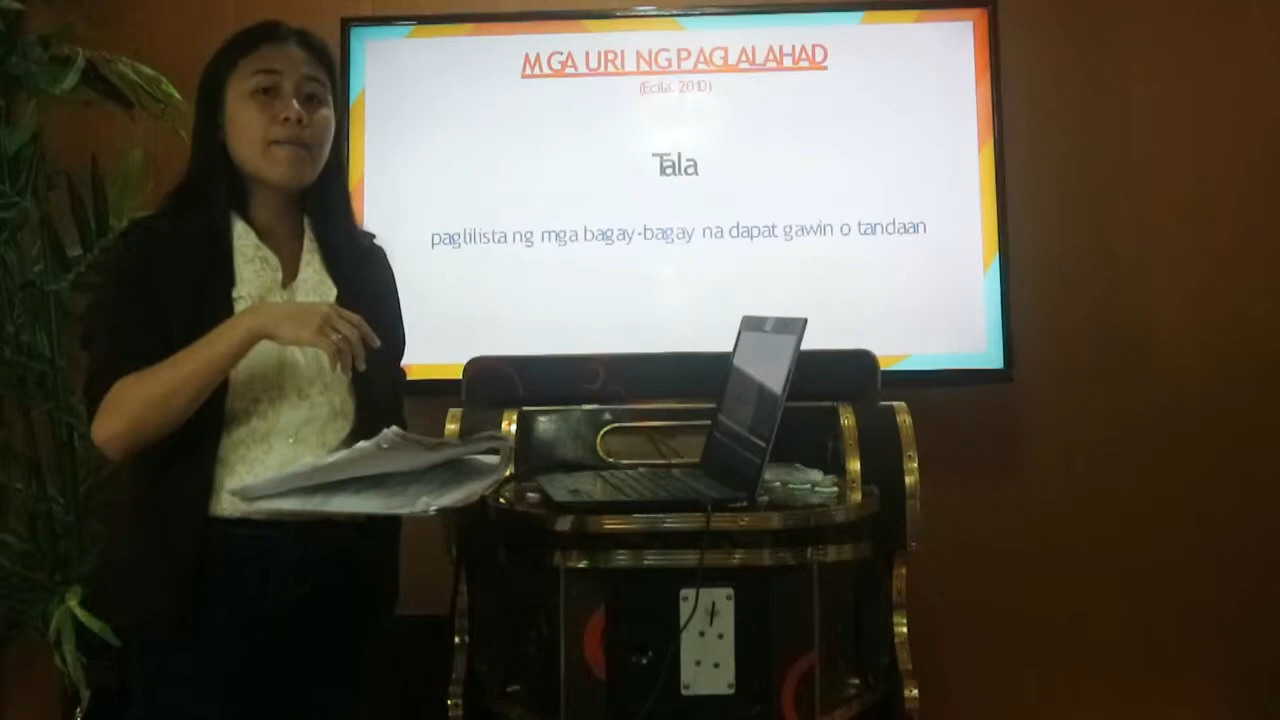 MGA URI NG PAGLALAHAD
(Ecila, 2010)
Tala
paglilista ng mga bagay-bagay na dapat gawin o tandaan